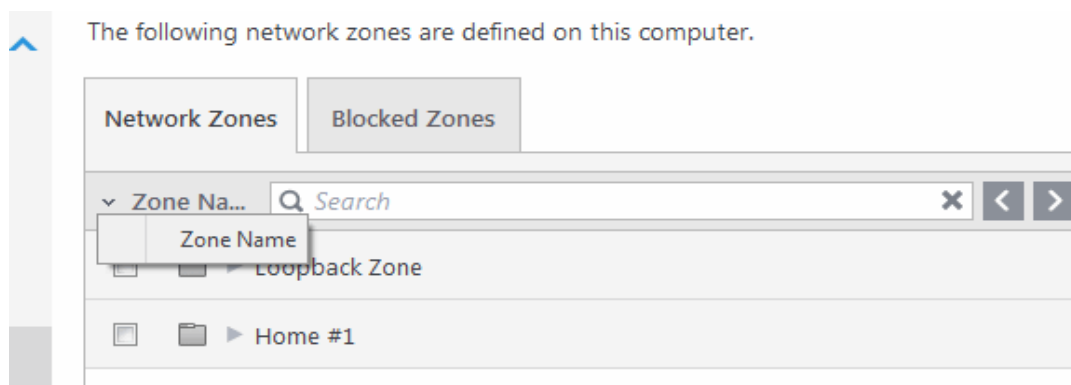 The following network zones are defined on this computer.
Network Zones Blocked Zones
Zone Na... Search
Zone Name
Loopback Zone
Home #1